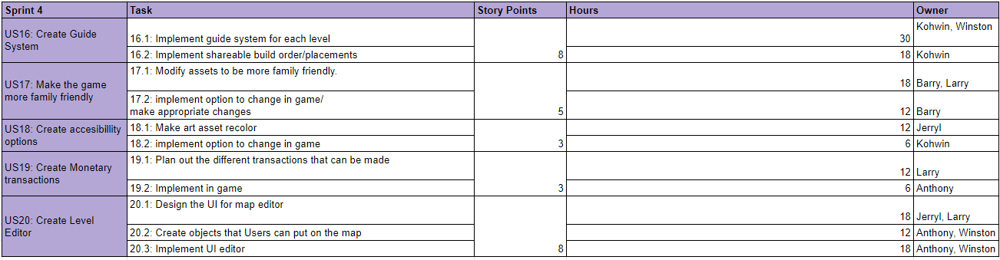 Sprint 4 Task Story Points Hours Owner
US16: Create Guide
System
16.1: Implement guide system for each level 30 Kohwin, Winston
16.2: Implement shareable build order/placements 8 18 Kohwin
US17: Make the game
more family friendly
17.1: Modify assets to be more family friendly. 18 Barry, Larry
17.2: implement option to change in game/
make appropriate changes 5 12 Barry
US18: Create accesibillity
options
18.1: Make art asset recolor 12 Jerryl
18.2: implement option to change in game 3 6 Kohwin
US19: Create Monetary
transactions
19.1: Plan out the different transactions that can be made 12 Larry
19.2: Implement in game 3 6 Anthony
US20: Create Level
Editor
20.1: Design the UI for map editor 18 Jerryl, Larry
20.2: Create objects that Users can put on the map 12 Anthony, Winston
20.3: Implement UI editor 8 18 Anthony, Winston